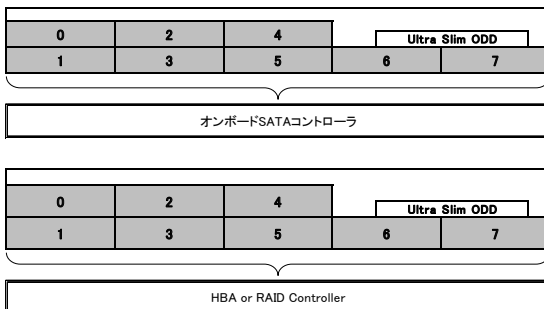 0 2 4 Ultra Slim ODD
1 3 5 6 7
オンボードSATAコントローラ
0 2 4 Ultra Slim ODD
1 3 5 6 7
HBA or RAID Controller